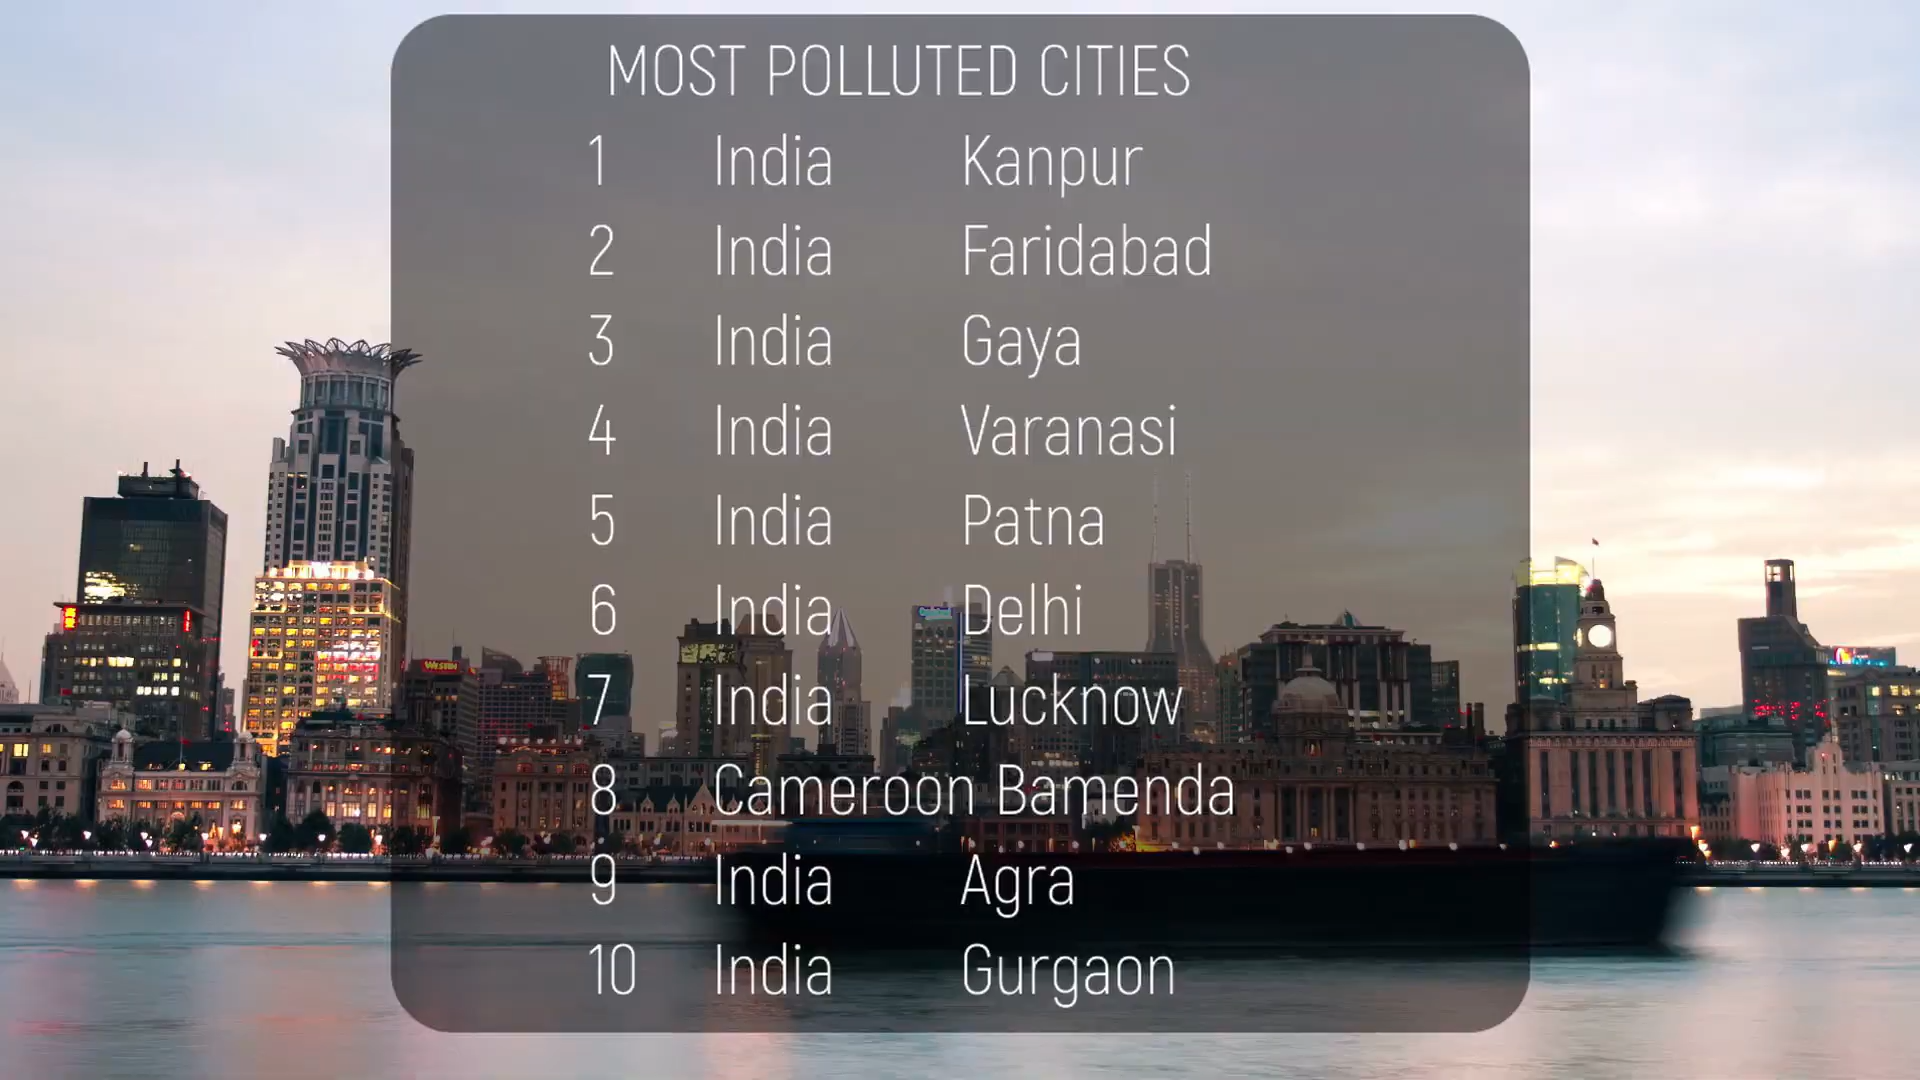 MOST POLLUTED CITIES
1 India Kanpur
2 India Faridabad
3 India Gaya
4 India Varanasi
5 India Patna
6 India Delhi
7 India Lucknow
8 Cameroon Bamenda
9 India Agra
10 India Gurgaon